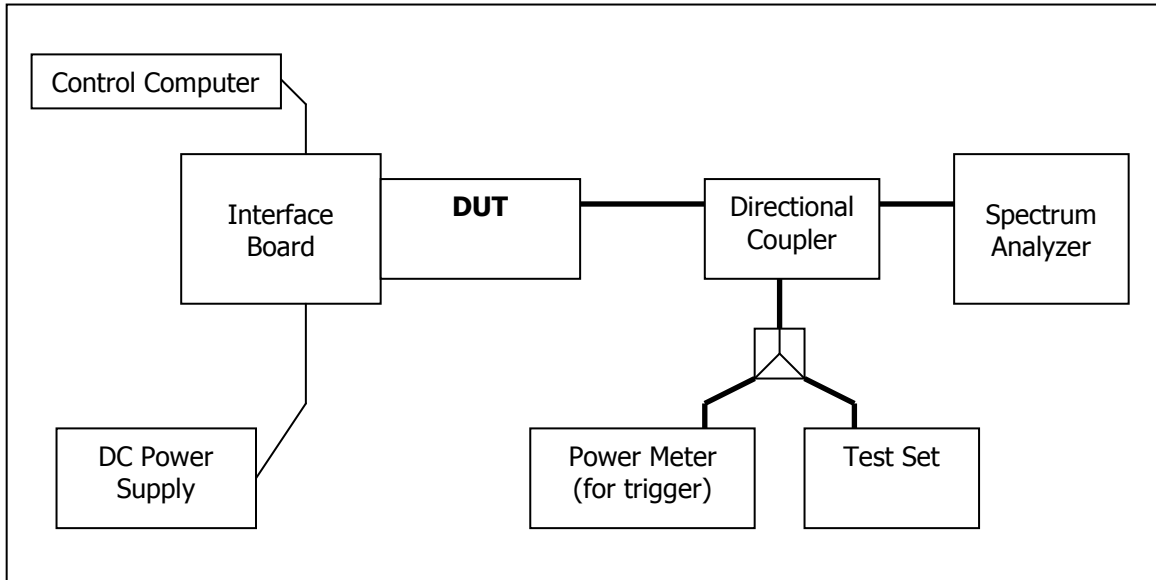 Control Computer
Interface
Board
DUT
Directional
Coupler
Spectrum
Analyzer
DC Power
Supply
Power Meter
(for trigger)
Test Set